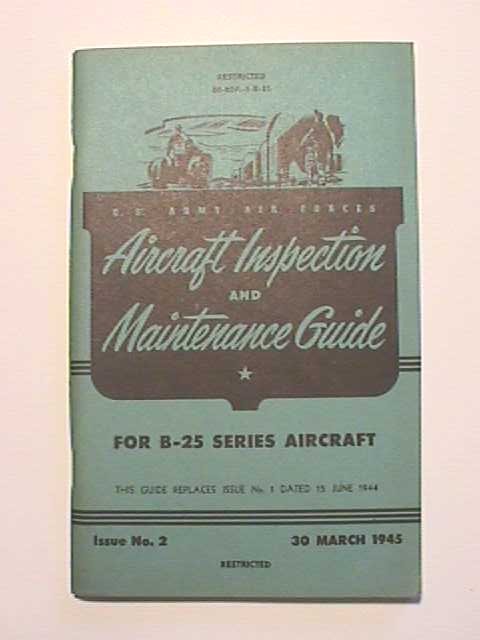 RESTRICTED
U. S. ARMY AIR FORCES
Aircraft Inspection
AND
Maintenance Guide
FOR B-25 SERIES AIRCRAFT
THIS GUIDE REPLACES ISSUE No. 1 DATED 15 JUNE 1944
Issue No. 2
30 MARCH 1945
RESTRICTED